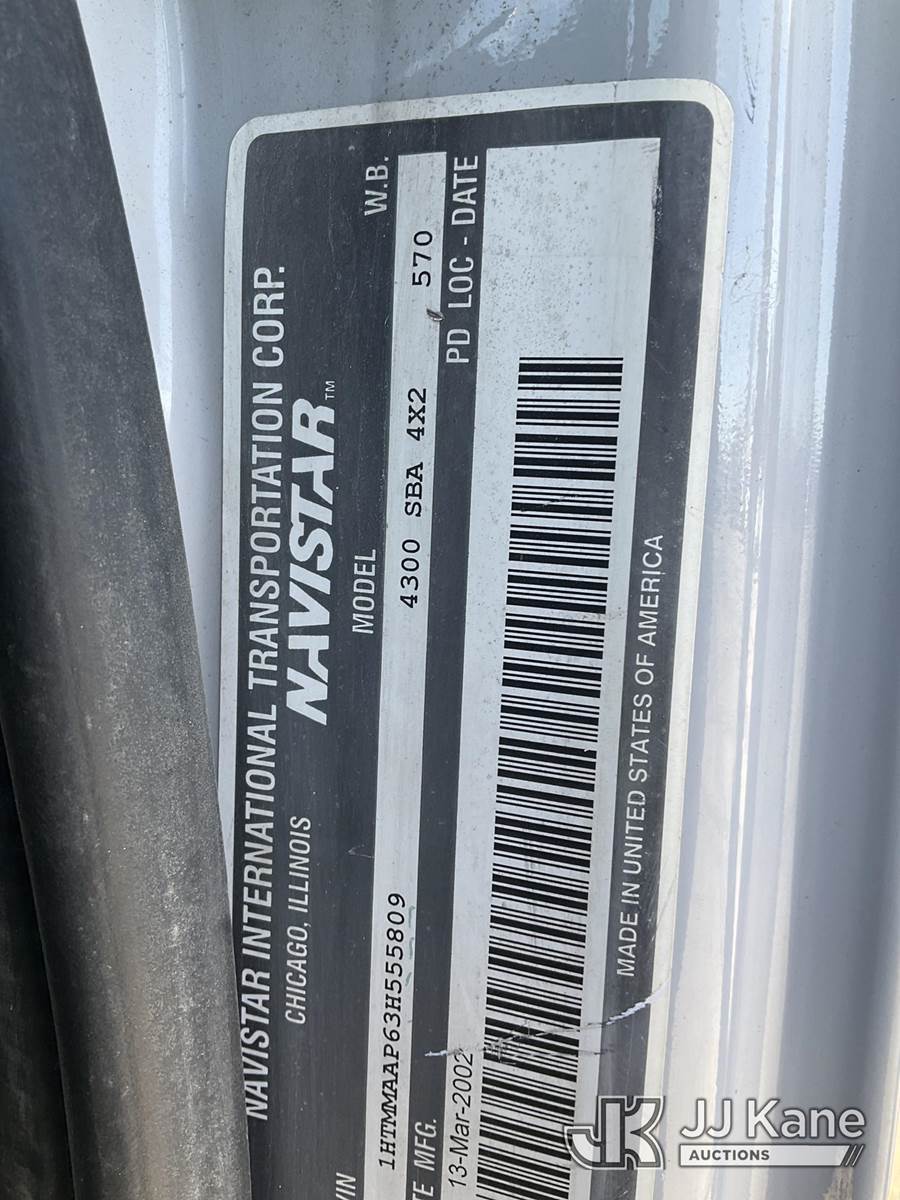 NAVISTAR INTERNATIONAL TRANSPORTATION CORP.
CHICAGO, ILLINOIS NAVISTAR™
VIN MODEL W.B.
1HTMMAAP63H555809 4300 SBA 4X2 570
TE MFG. PD LOC - DATE
13-Mar-2002
MADE IN UNITED STATES OF AMERICA
JK JJ Kane
AUCTIONS